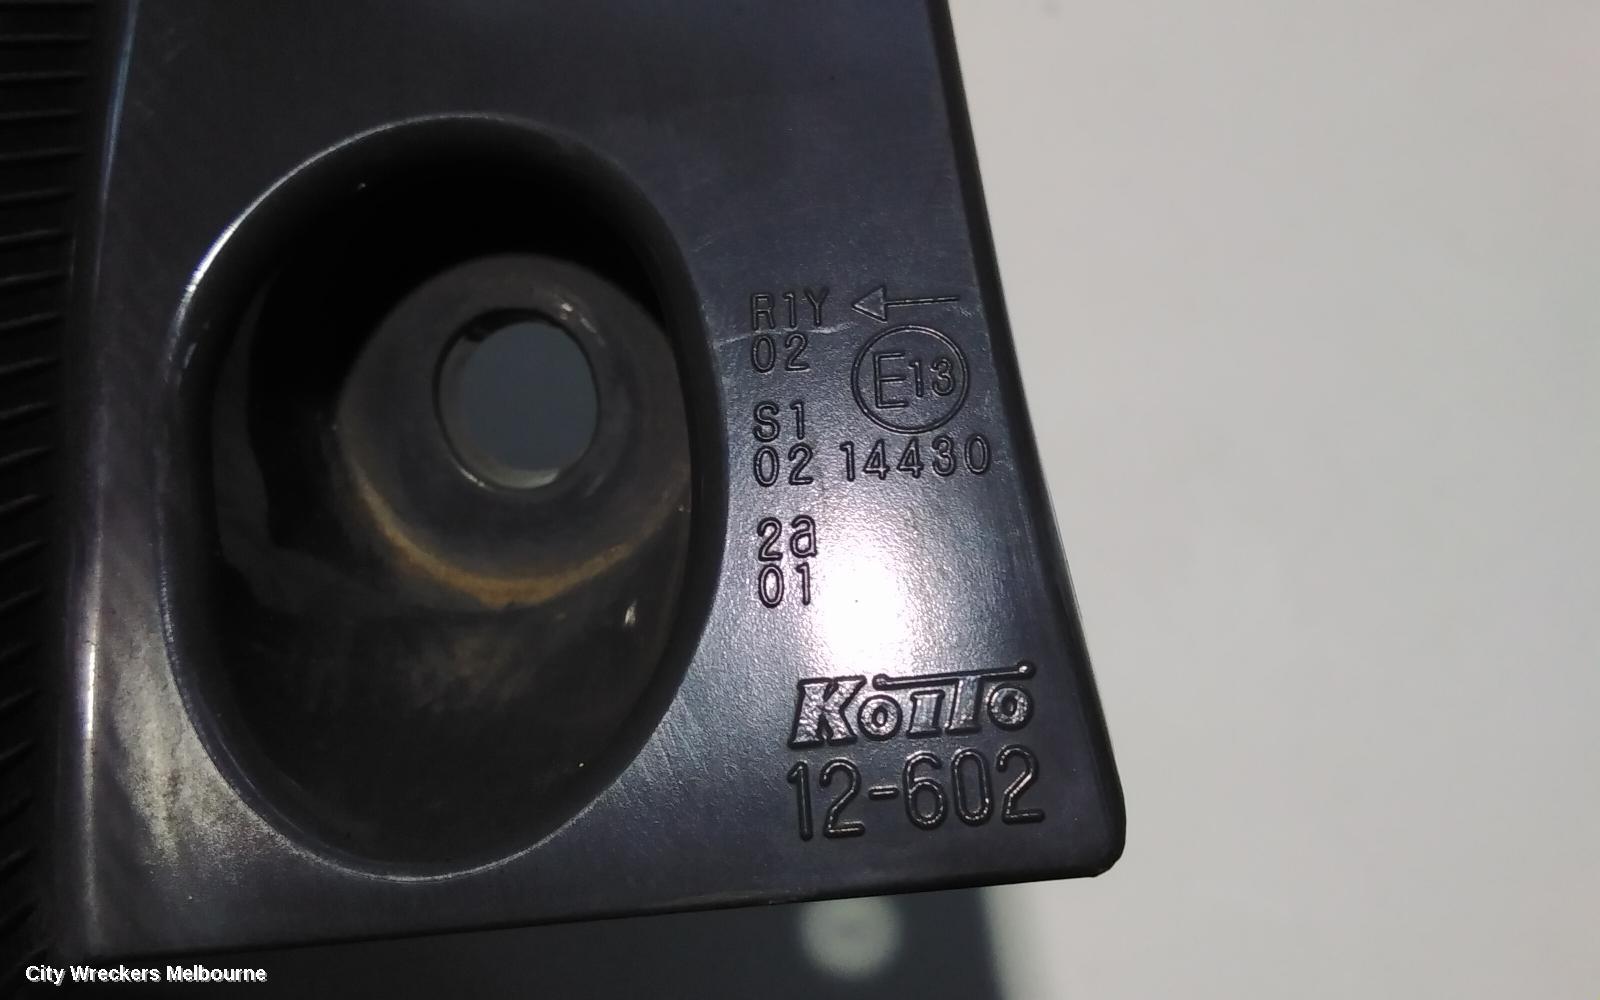 R1Y
02
E13
S1
02 14430
2a
01
KOITO
12-602
City Wreckers Melbourne